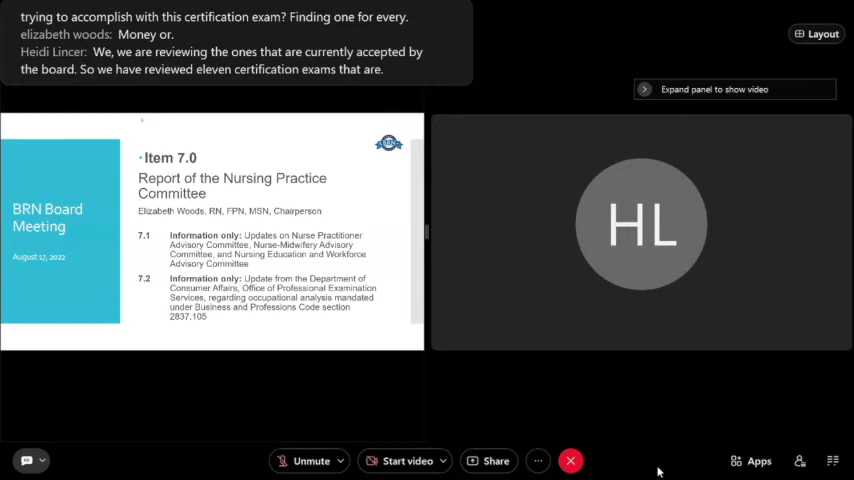 trying to accomplish with this certification exam? Finding one for every.
elizabeth woods: Money or.
Heidi Lincer: We, we are reviewing the ones that are currently accepted by
the board. So we have reviewed eleven certification exams that are.
Layout
Expand panel to show video
BRN Board
Meeting
August 17, 2022
BRN
• Item 7.0
Report of the Nursing Practice
Committee
Elizabeth Woods, RN, FPN, MSN, Chairperson
7.1 Information only: Updates on Nurse Practitioner
Advisory Committee, Nurse-Midwifery Advisory
Committee, and Nursing Education and Workforce
Advisory Committee
7.2 Information only: Update from the Department of
Consumer Affairs, Office of Professional Examination
Services, regarding occupational analysis mandated
under Business and Professions Code section
2837.105
HL
Unmute
Start video
Share
Apps